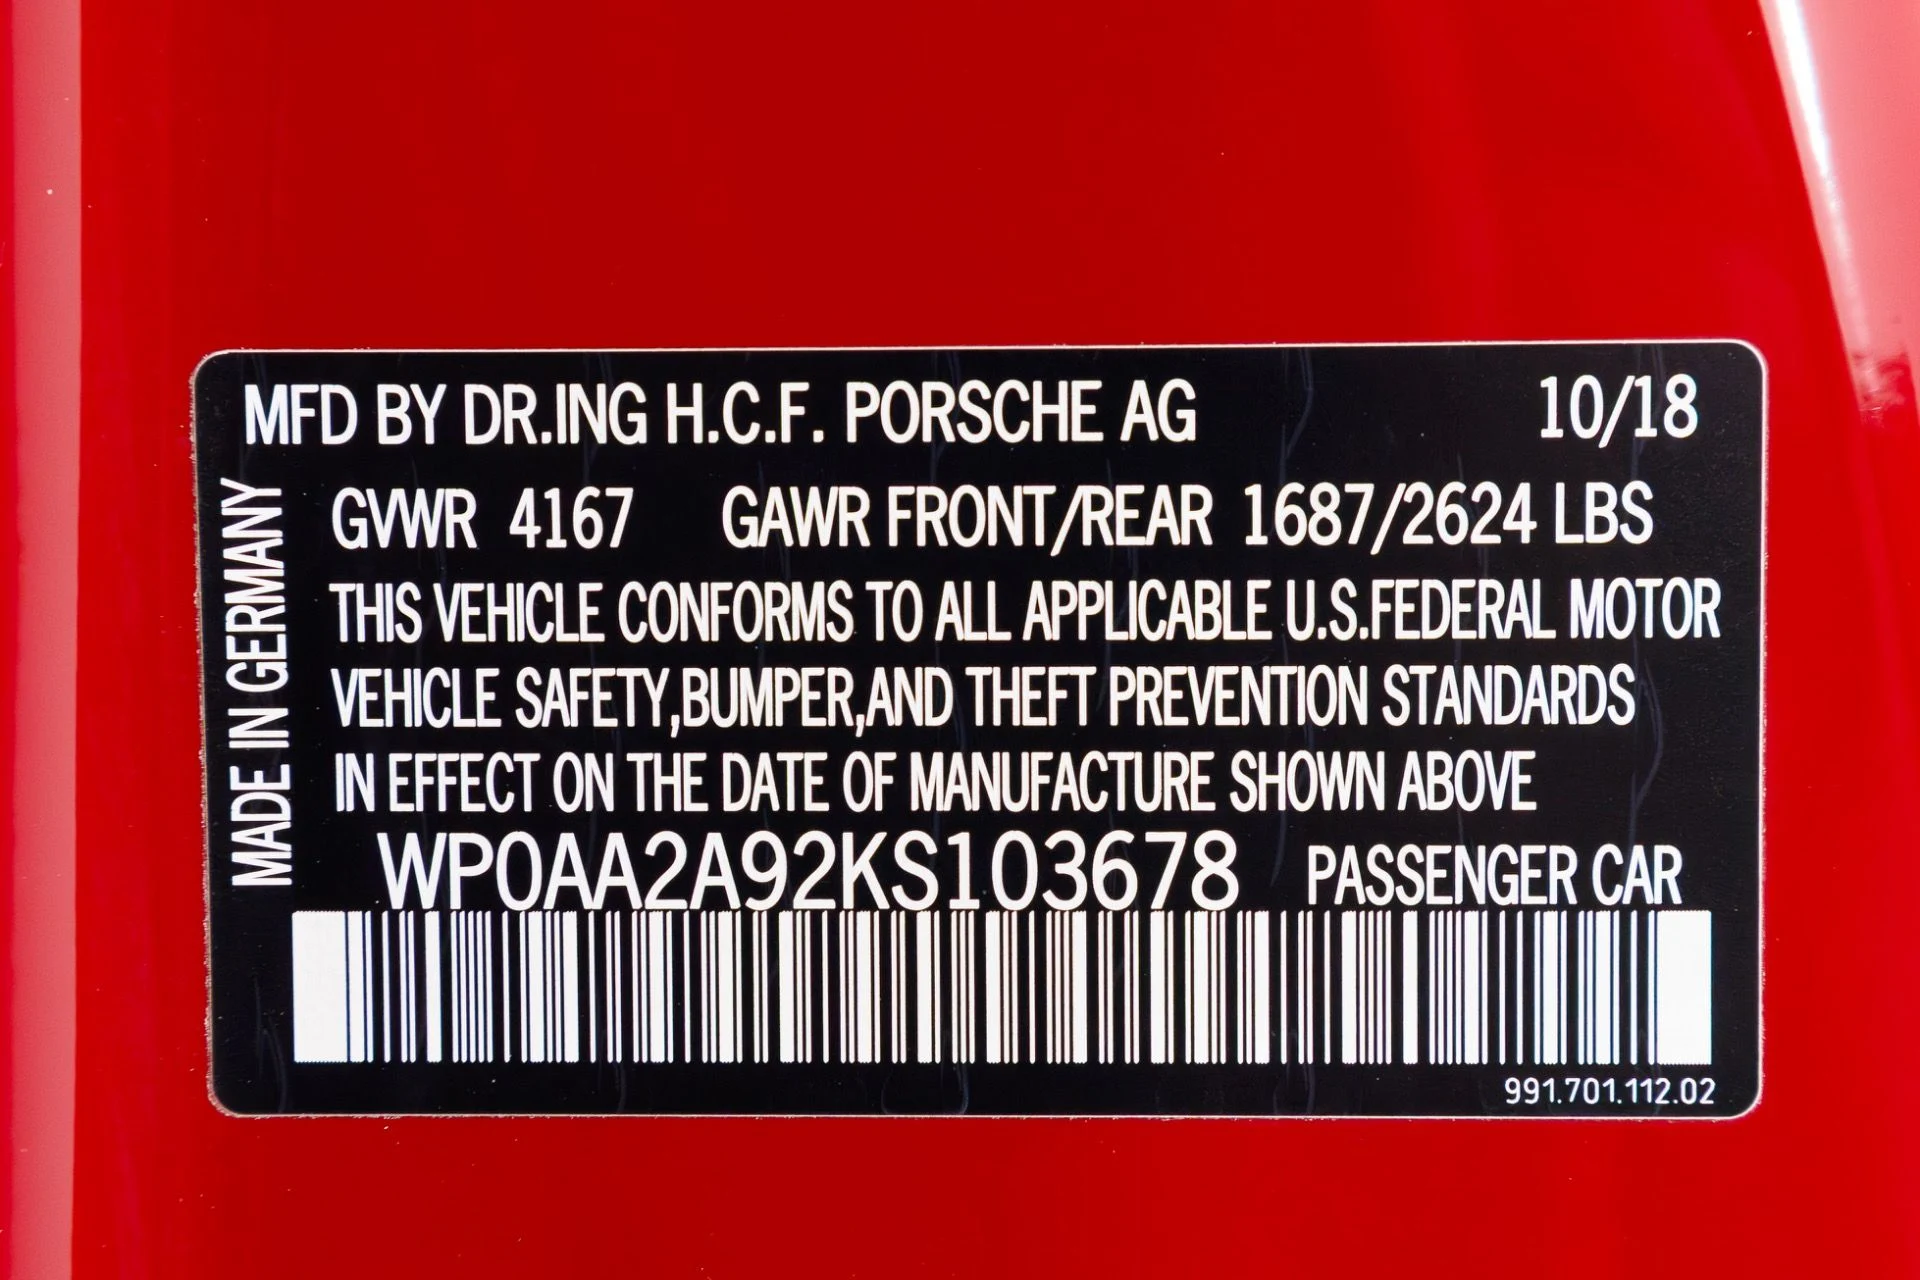 MFD BY DR.ING H.C.F. PORSCHE AG 10/18
GVWR 4167 GAWR FRONT/REAR 1687/2624 LBS
THIS VEHICLE CONFORMS TO ALL APPLICABLE U.S.FEDERAL MOTOR
VEHICLE SAFETY,BUMPER,AND THEFT PREVENTION STANDARDS
IN EFFECT ON THE DATE OF MANUFACTURE SHOWN ABOVE
WP0AA2A92KS103678 PASSENGER CAR
MADE IN GERMANY
991.701.112.02